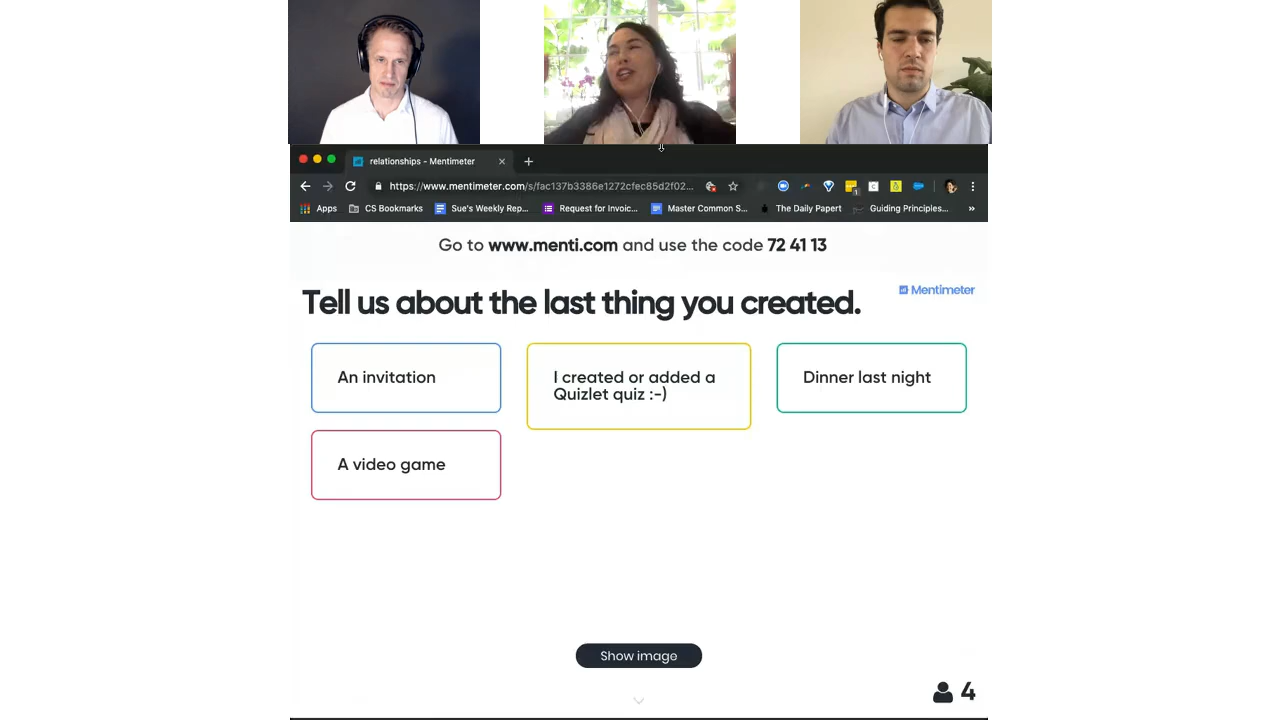 relationships - Mentimeter
https://www.mentimeter.com/s/fac137b3386e1272cfec85d2f02...
Apps CS Bookmarks Sue's Weekly Rep... Request for Invoic... Master Common S... The Daily Papert Guiding Principles... »
Go to www.menti.com and use the code 72 41 13
Mentimeter
Tell us about the last thing you created.
An invitation
I created or added a
Quizlet quiz :-)
Dinner last night
A video game
Show image
4